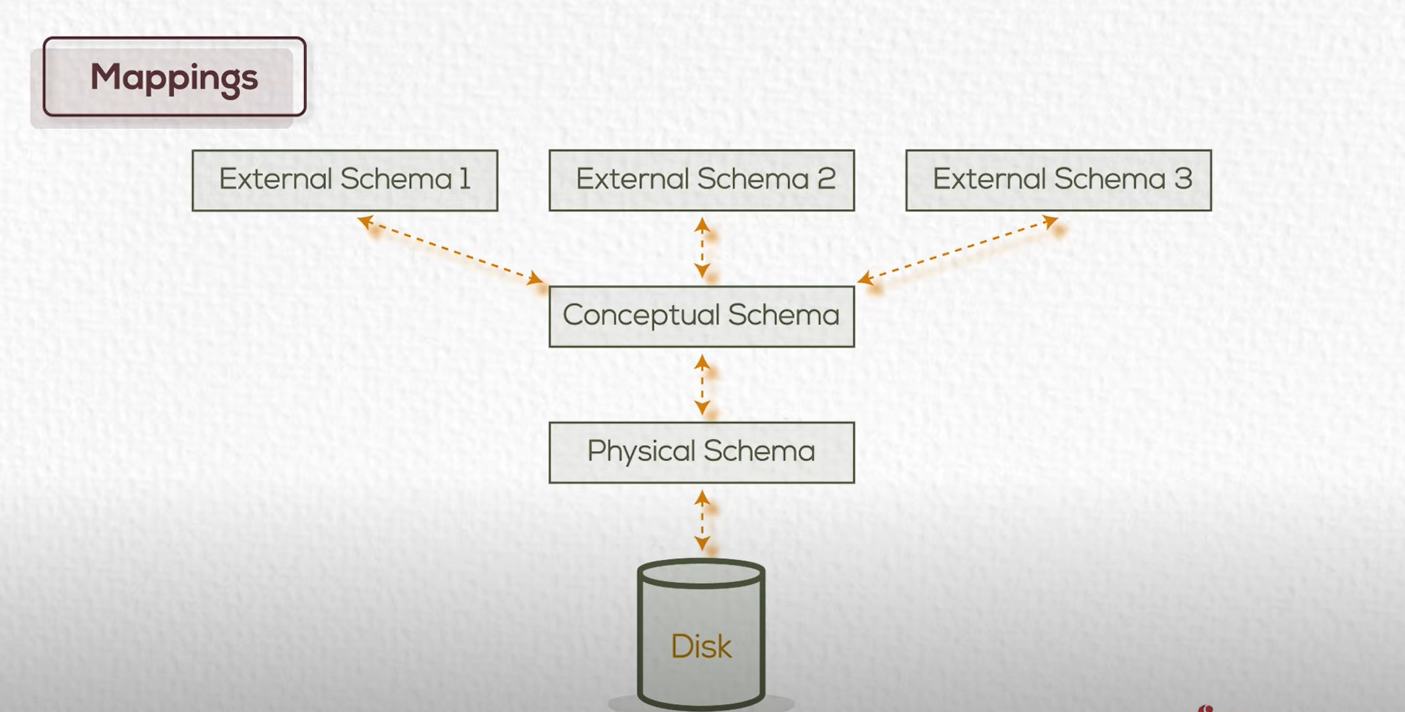 Mappings
External Schema 1
External Schema 2
External Schema 3
Conceptual Schema
Physical Schema
Disk